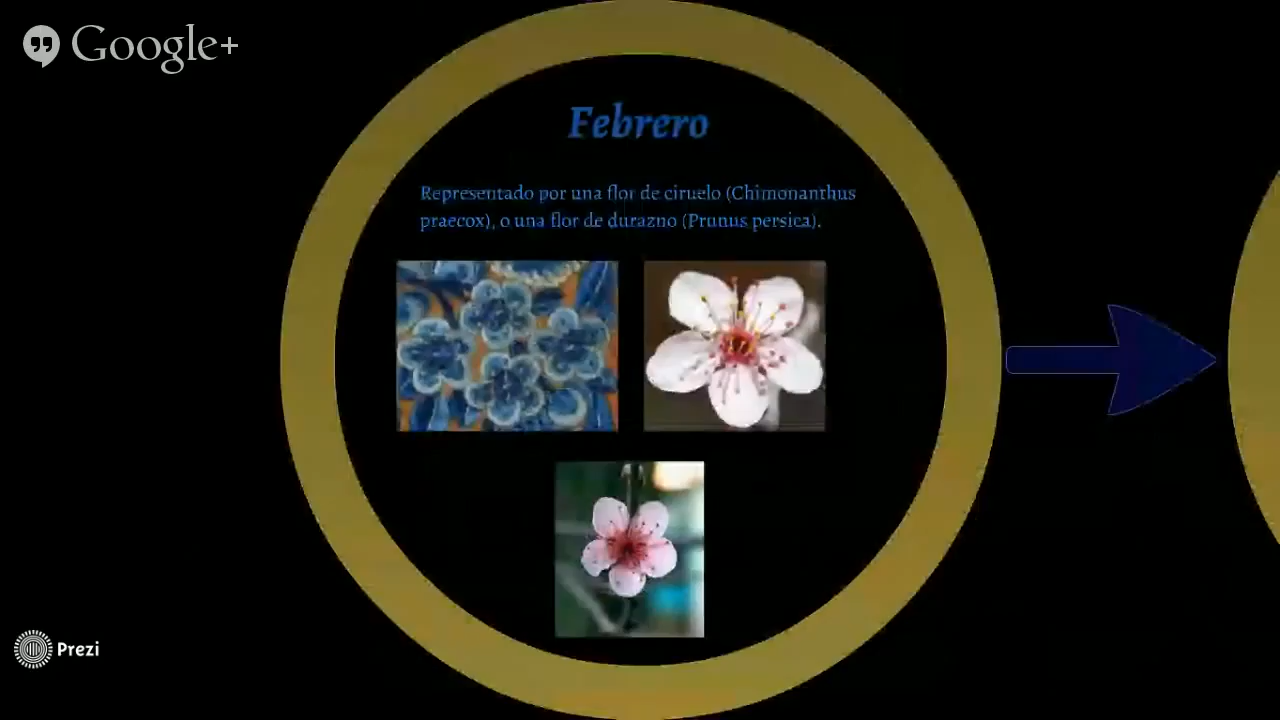 Google+
Febrero
Representado por una flor de ciruelo (Chimonanthus
praecox), o una flor de durazno (Prunus persica).
Prezi